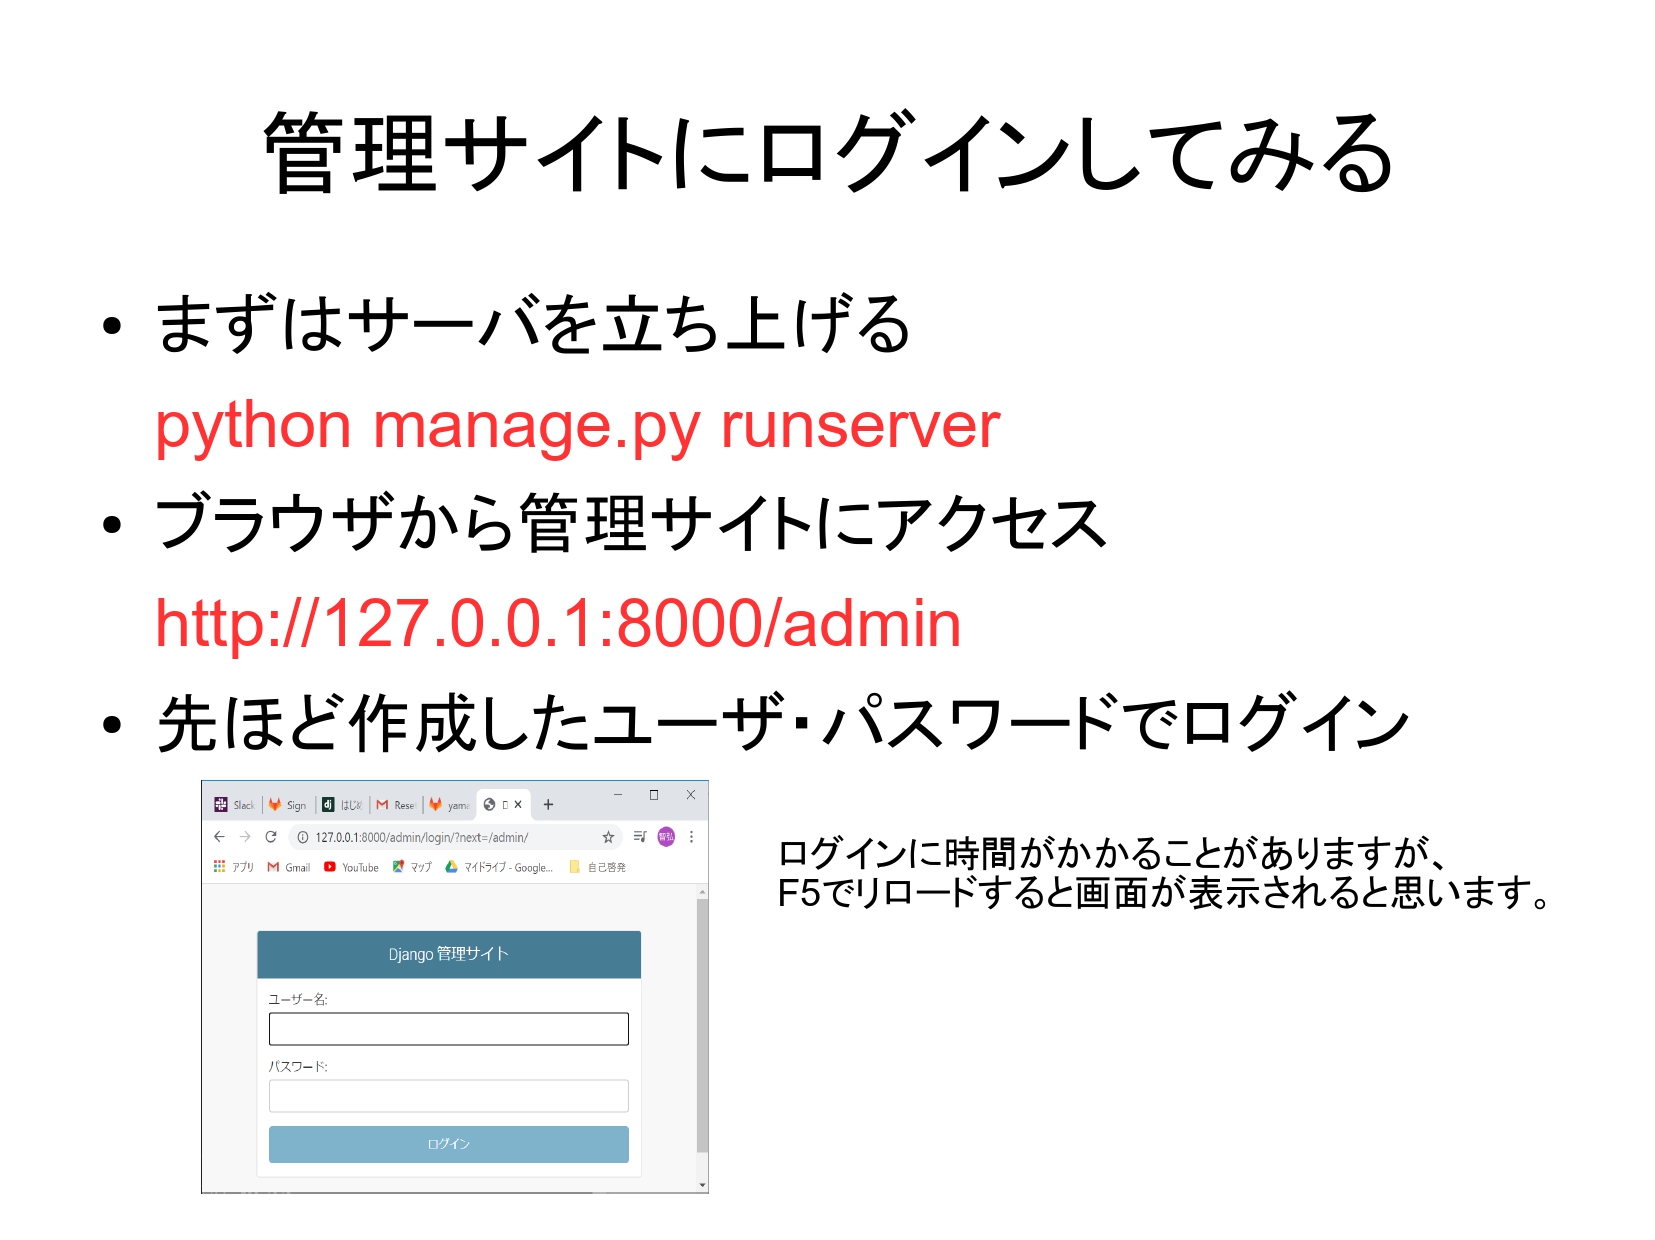 管理サイトにログインしてみる
● まずはサーバを立ち上げる
python manage.py runserver
● ブラウザから管理サイトにアクセス
http://127.0.0.1:8000/admin
● 先ほど作成したユーザ・パスワードでログイン
Slack Sign はじめ Rese yama
127.0.0.1:8000/admin/login/?next=/admin/
アプリ Gmail YouTube マップ マイドライブ - Google... 自己啓発
Django 管理サイト
ユーザー名:
パスワード:
ログイン
ログインに時間がかかることがありますが、
F5でリロードすると画面が表示されると思います。